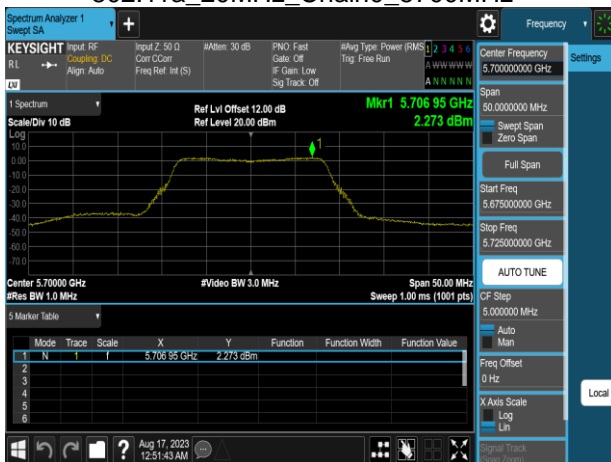 Spectrum Analyzer 1
Swept SA
+
Frequency
KEYSIGHT
RL
LXI
Input: RF
Coupling: DC
Align: Auto
Input Z: 50 Ω
Corr CCorr
Freq Ref: Int (S)
#Atten: 30 dB
PNO: Fast
Gate: Off
IF Gain: Low
Sig Track: Off
#Avg Type: Power (RMS
Trig: Free Run
1 2 3 4 5 6
A W W W W W
A N N N N N
Center Frequency
5.700000000 GHz
Settings
Span
50.0000000 MHz
Swept Span
Zero Span
Full Span
Start Freq
5.675000000 GHz
Stop Freq
5.725000000 GHz
AUTO TUNE
CF Step
5.000000 MHz
Auto
Man
Freq Offset
0 Hz
X Axis Scale
Log
Lin
Signal Track
(Span Zoom)
Local
1 Spectrum
Scale/Div 10 dB
Ref Lvl Offset 12.00 dB
Ref Level 20.00 dBm
Mkr1 5.706 95 GHz
2.273 dBm
Log
10.0
0.00
-10.0
-20.0
-30.0
-40.0
-50.0
-60.0
-70.0
1
Center 5.70000 GHz
#Res BW 1.0 MHz
#Video BW 3.0 MHz
Span 50.00 MHz
Sweep 1.00 ms (1001 pts)
5 Marker Table
Mode Trace Scale X Y Function Function Width Function Value
1 N 1 f 5.706 95 GHz 2.273 dBm
2
3
4
5
6
?
Aug 17, 2023
12:51:43 AM